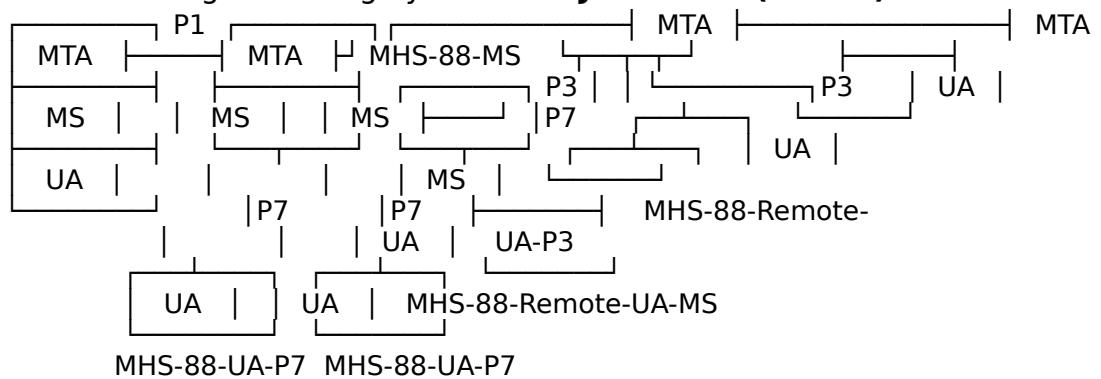 P1 MTA MTA
MTA MTA MHS-88-MS
P3 P3 UA
MS MS MS P7
UA
UA MS
P7 P7 MHS-88-Remote-
UA UA-P3
UA UA MHS-88-Remote-UA-MS
MHS-88-UA-P7 MHS-88-UA-P7